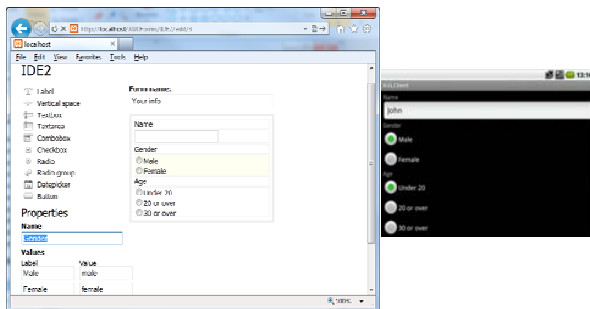 localhost
File Edit View Favorites Tools Help
IDE2
Label
Vertical space
Textbox
Textarea
Combobox
Checkbox
Radio
Radio group
Datepicker
Button
Properties
Name
Gender
Values
Label Value
Male male
Female female
Form name:
Your info
Name
Gender
Male
Female
Age
Under 20
20 or over
30 or over
100%
Name
John
Gender
Male
Female
Age
Under 20
20 or over
30 or over